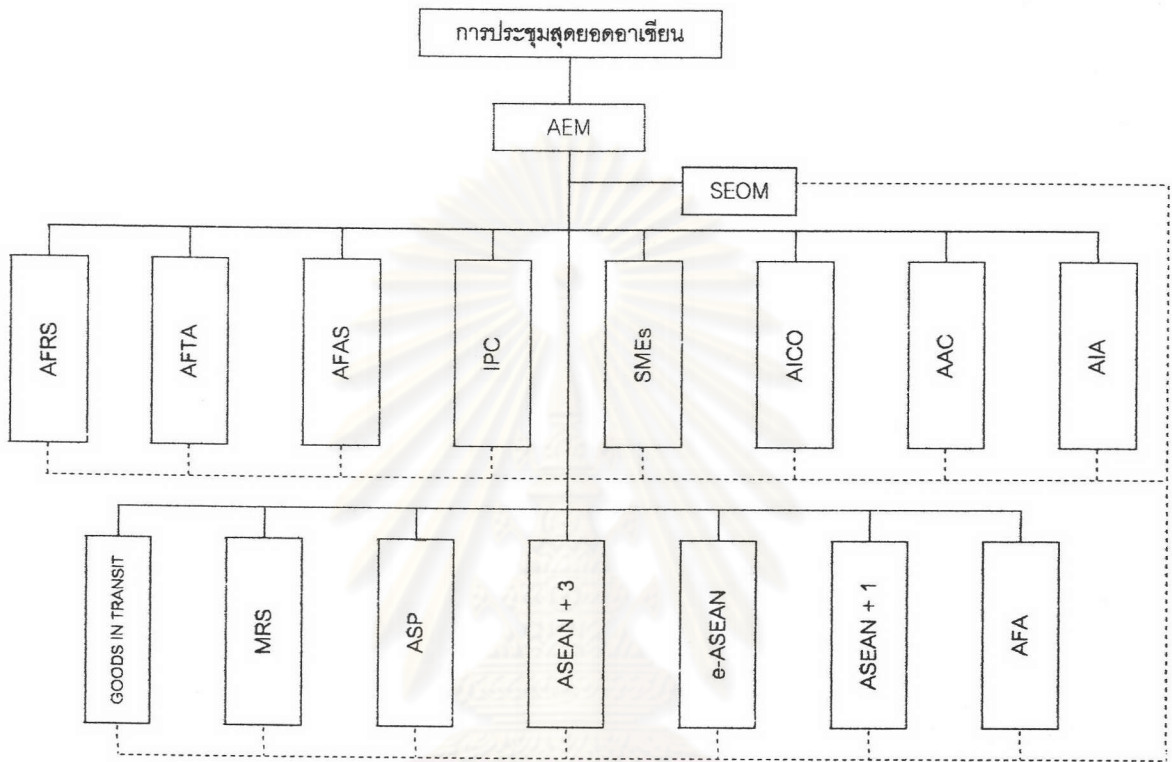 การประชุมสุดยอดอาเซียน
AEM
SEOM
AFRS
AFTA
AFAS
IPC
SMEs
AICO
AAC
AIA
GOODS IN TRANSIT
MRS
ASP
ASEAN + 3
e-ASEAN
ASEAN + 1
AFA